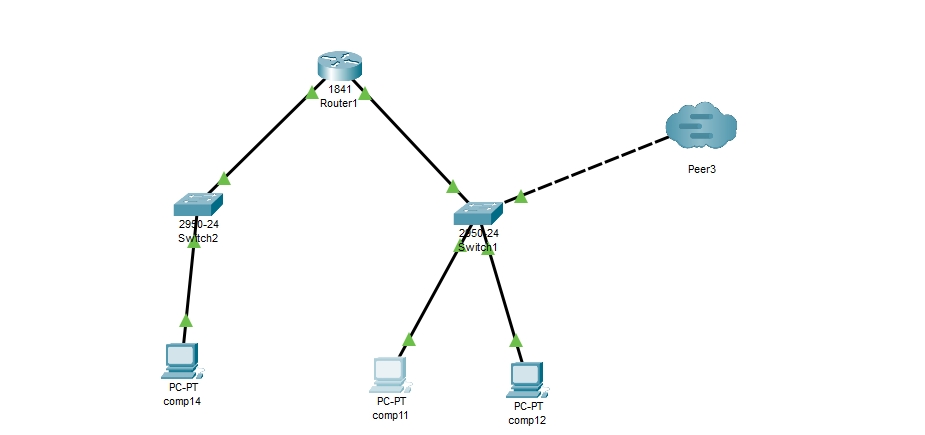 1841
Router1
Peer3
2950-24
Switch2
2950-24
Switch1
PC-PT
comp14
PC-PT
comp11
PC-PT
comp12